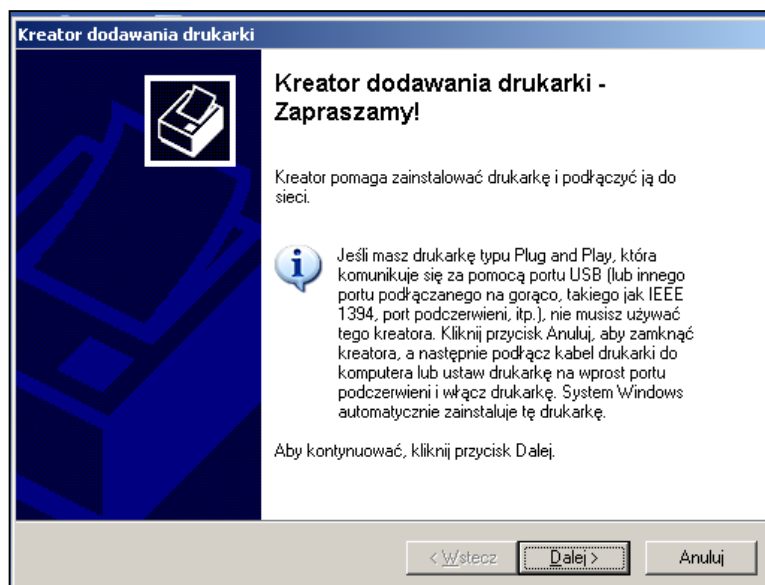 Kreator dodawania drukarki
Kreator dodawania drukarki -
Zapraszamy!
Kreator pomaga zainstalować drukarkę i podłączyć ją do
sieci.
Jeśli masz drukarkę typu Plug and Play, która
komunikuje się za pomocą portu USB (lub innego
portu podłączanego na gorąco, takiego jak IEEE
1394, port podczerwieni, itp.), nie musisz używać
tego kreatora. Kliknij przycisk Anuluj, aby zamknąć
kreatora, a następnie podłącz kabel drukarki do
komputera lub ustaw drukarkę na wprost portu
podczerwieni i włącz drukarkę. System Windows
automatycznie zainstaluje tę drukarkę.
Aby kontynuować, kliknij przycisk Dalej.
< Wstecz Dalej > Anuluj